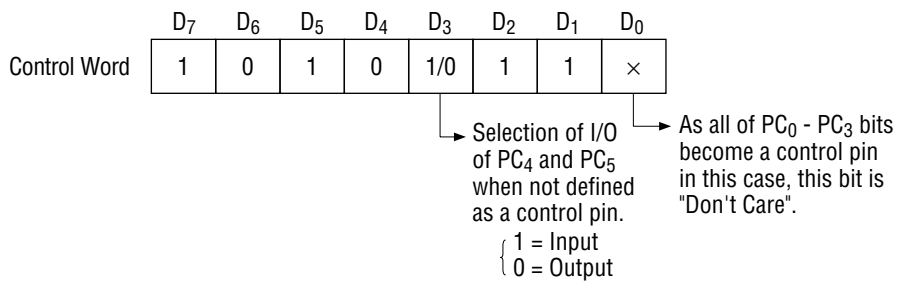 D7 D6 D5 D4 D3 D2 D1 D0
Control Word 1 0 1 0 1/0 1 1 ×
Selection of I/O
of PC4 and PC5
when not defined
as a control pin.
1 = Input
0 = Output
As all of PC0 - PC3 bits
become a control pin
in this case, this bit is
"Don't Care".